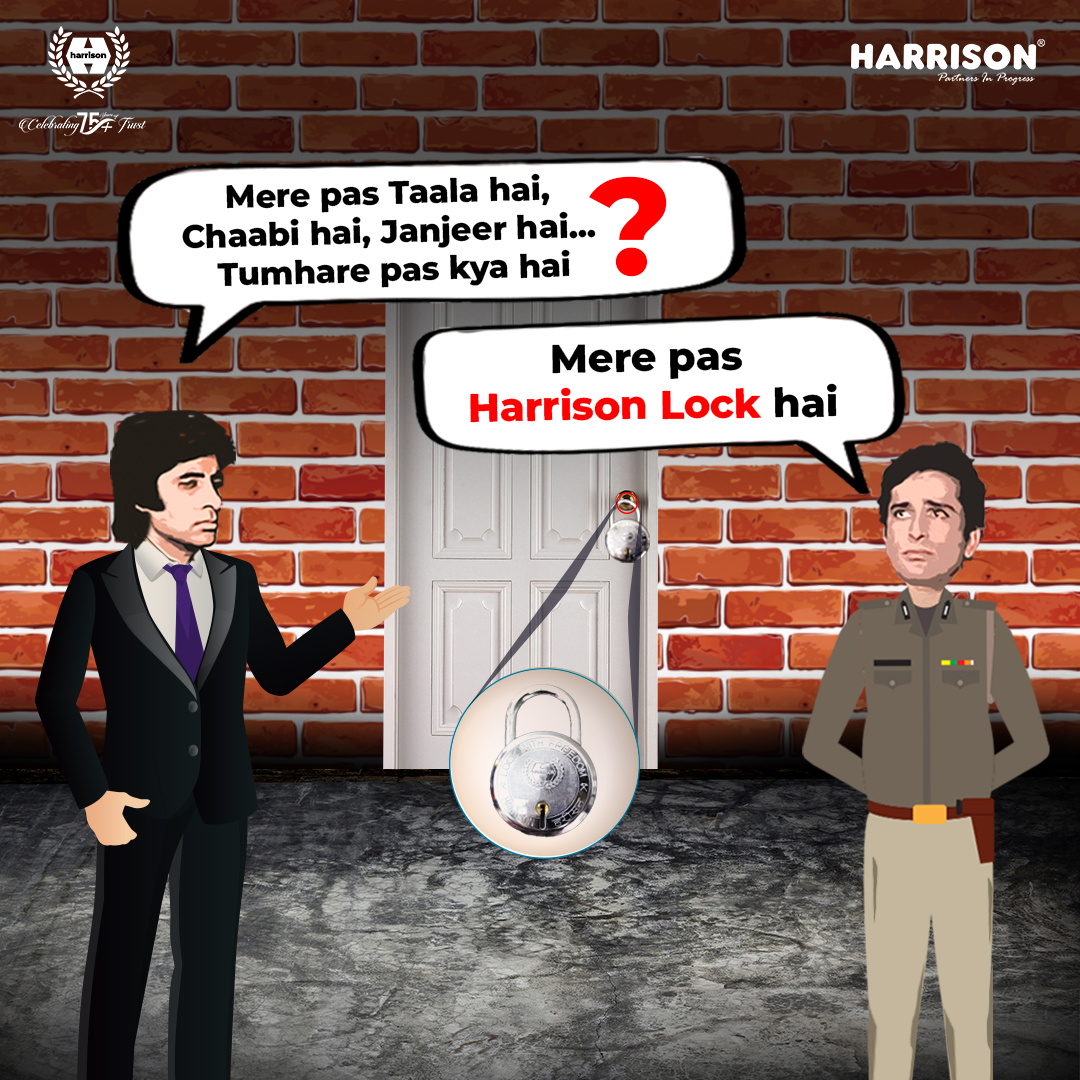 harrison
Celebrating 75+ Years of Trust
HARRISON®
Partners In Progress
Mere pas Taala hai,
Chaabi hai, Janjeer hai...
Tumhare pas kya hai ?
Mere pas
Harrison Lock hai
FREEDOM